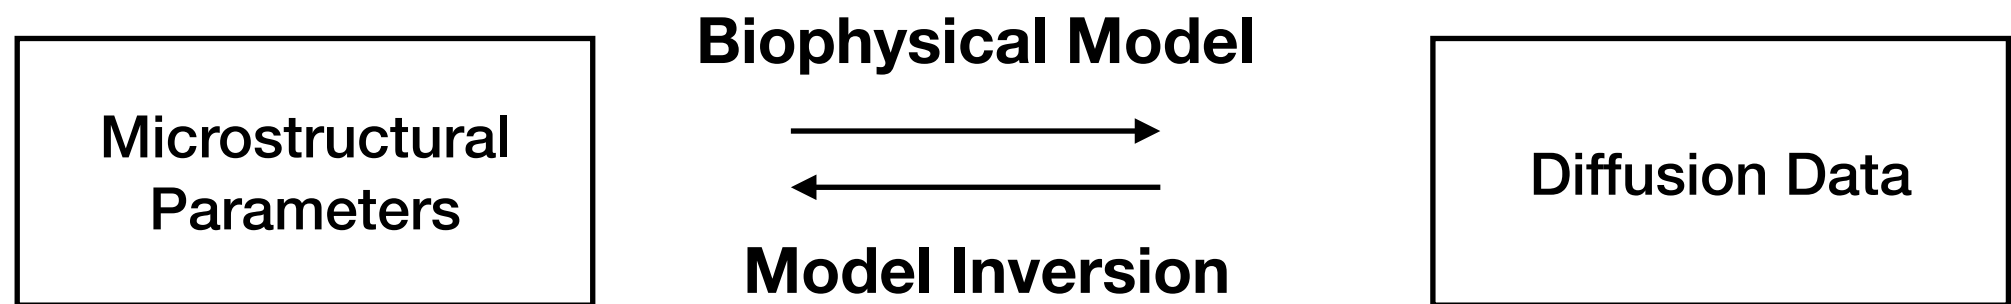 Biophysical Model
Microstructural
Parameters
Diffusion Data
Model Inversion